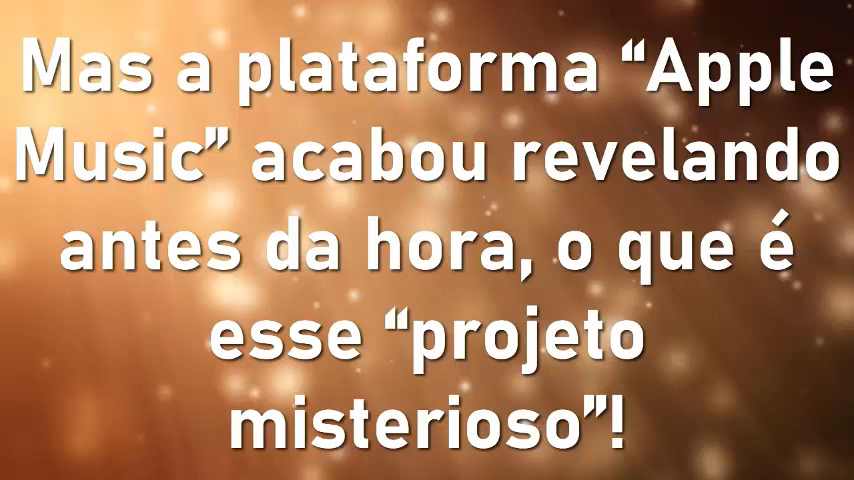 Mas a plataforma “Apple
Music” acabou revelando
antes da hora, o que é
esse “projeto
misterioso”!